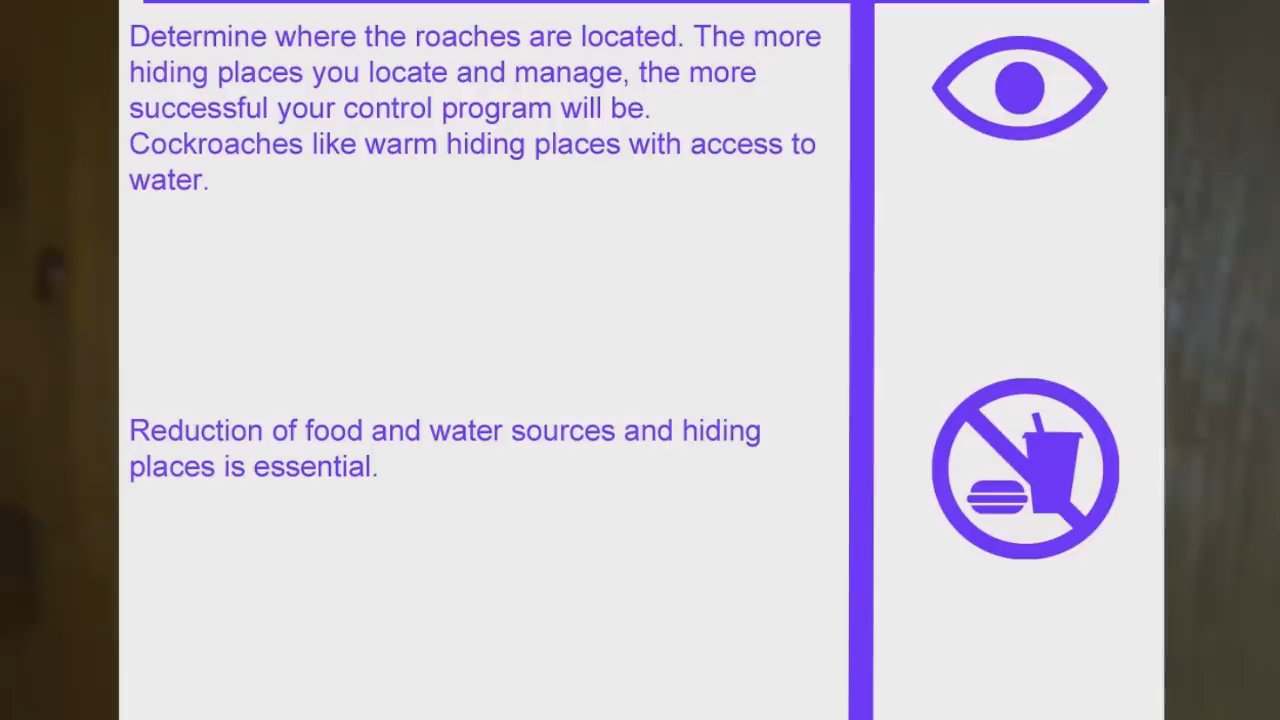 Determine where the roaches are located. The more
hiding places you locate and manage, the more
successful your control program will be.
Cockroaches like warm hiding places with access to
water.
Reduction of food and water sources and hiding
places is essential.